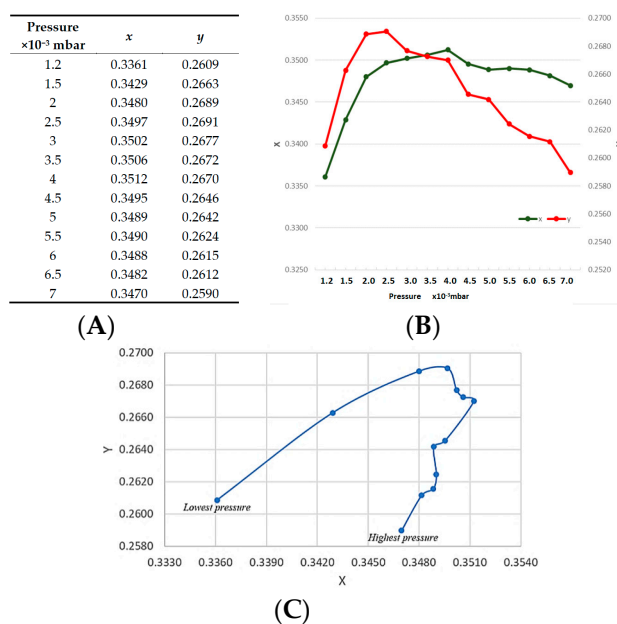 Pressure
×10⁻³ mbar x y
1.2 0.3361 0.2609
1.5 0.3429 0.2663
2 0.3480 0.2689
2.5 0.3497 0.2691
3 0.3502 0.2677
3.5 0.3506 0.2672
4 0.3512 0.2670
4.5 0.3495 0.2646
5 0.3489 0.2642
5.5 0.3490 0.2624
6 0.3488 0.2615
6.5 0.3482 0.2612
7 0.3470 0.2590
(A)
0.3550 0.2700
0.3500 0.2680
0.3450 0.2660
0.3400 0.2640
0.3350 0.2620
0.3300 0.2600
0.3250 0.2580
0.2560
0.2540
0.2520
x
x y
1.2 1.5 2.0 2.5 3.0 3.5 4.0 4.5 5.0 5.5 6.0 6.5 7.0
Pressure x10⁻³mbar
(B)
0.2700
0.2680
0.2660
0.2640
0.2620
0.2600
0.2580
Y
Lowest pressure
Highest pressure
0.3330 0.3360 0.3390 0.3420 0.3450 0.3480 0.3510 0.3540
X
(C)